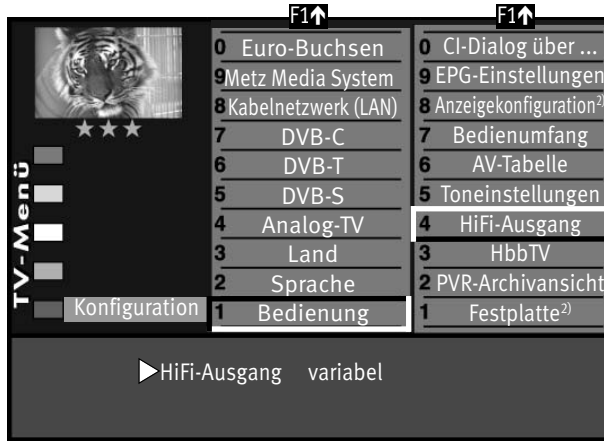 F1↑ F1↑
TV-Menü
Konfiguration
0 Euro-Buchsen
9 Metz Media System
8 Kabelnetzwerk (LAN)
7 DVB-C
6 DVB-T
5 DVB-S
4 Analog-TV
3 Land
2 Sprache
1 Bedienung
0 CI-Dialog über ...
9 EPG-Einstellungen
8 Anzeigekonfiguration2)
7 Bedienumfang
6 AV-Tabelle
5 Toneinstellungen
4 HiFi-Ausgang
3 HbbTV
2 PVR-Archivansicht
1 Festplatte2)
HiFi-Ausgang variabel